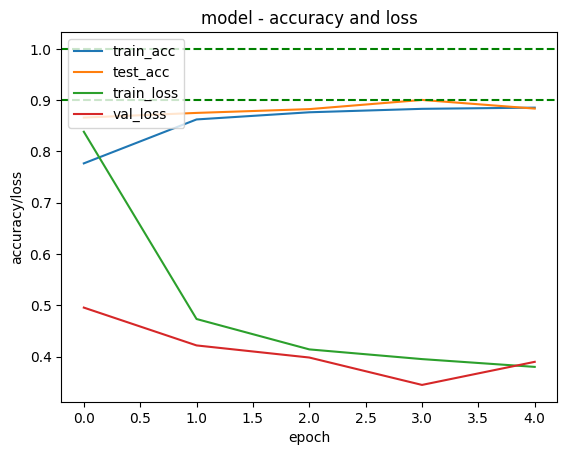 model - accuracy and loss
train_acc
test_acc
train_loss
val_loss
accuracy/loss
1.0
0.9
0.8
0.7
0.6
0.5
0.4
0.0 0.5 1.0 1.5 2.0 2.5 3.0 3.5 4.0
epoch